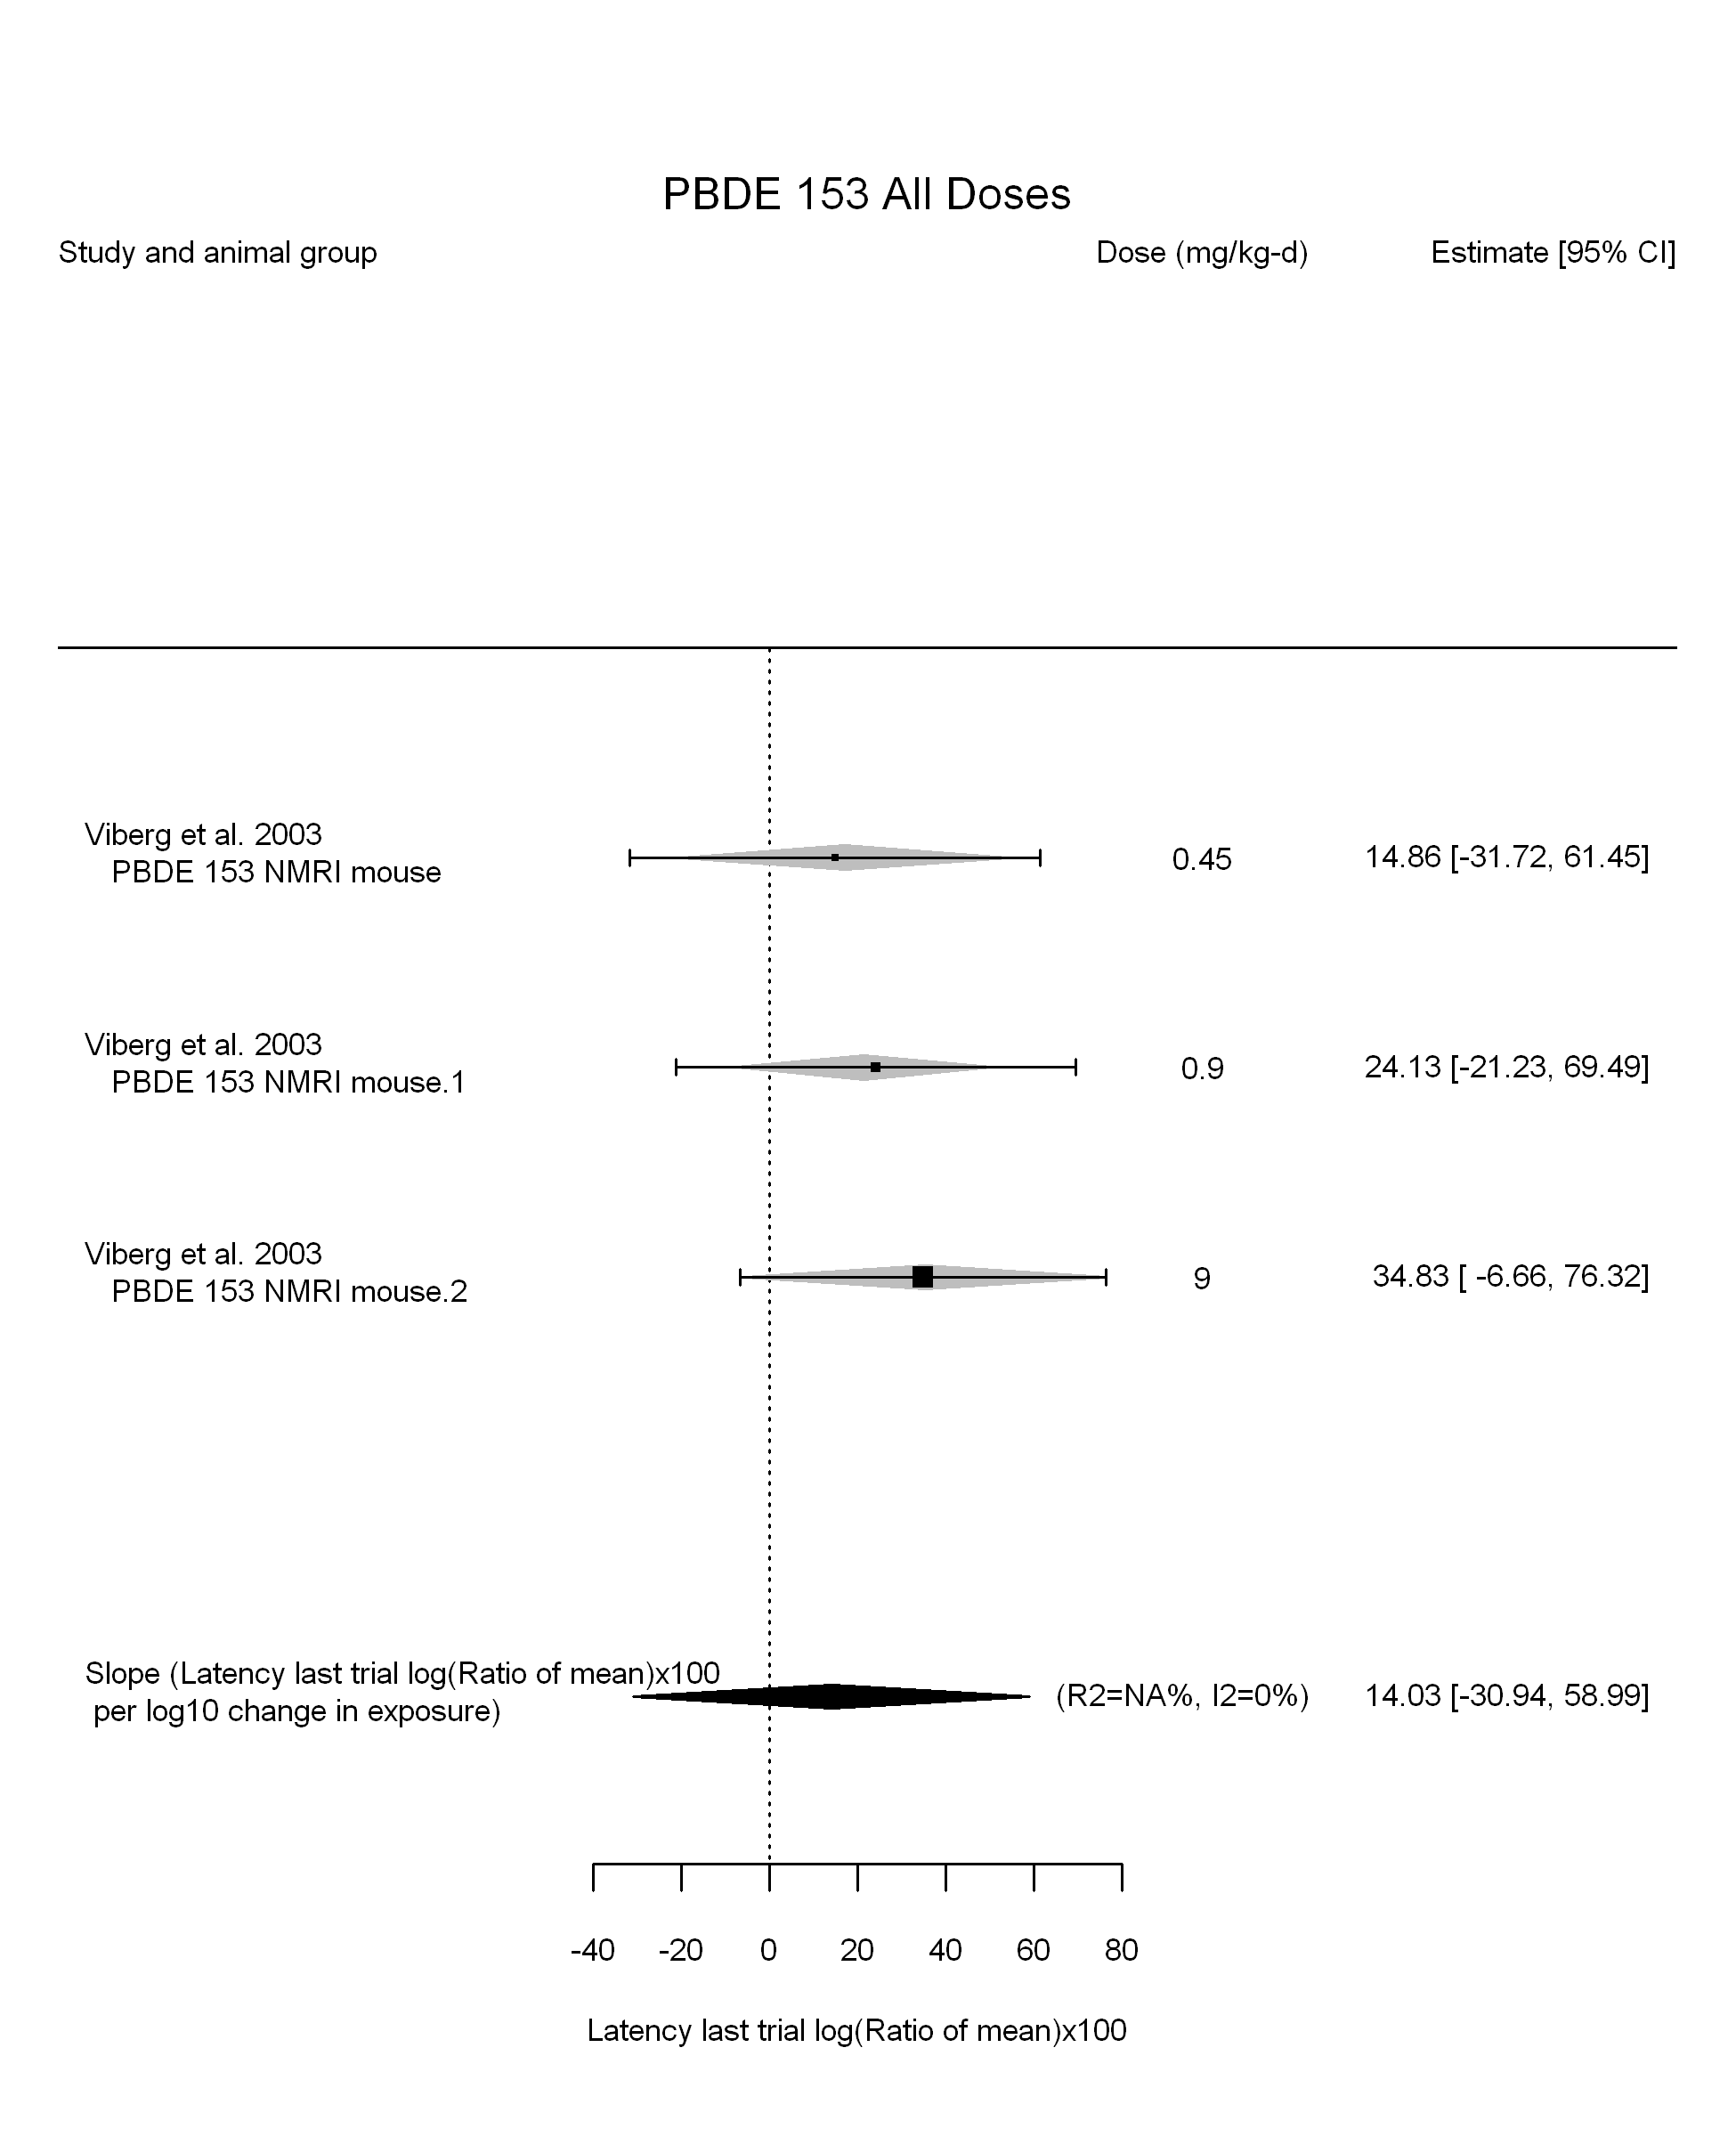 PBDE 153 All Doses
Study and animal group Dose (mg/kg-d) Estimate [95% CI]
Viberg et al. 2003
PBDE 153 NMRI mouse 0.45 14.86 [-31.72, 61.45]
Viberg et al. 2003
PBDE 153 NMRI mouse.1 0.9 24.13 [-21.23, 69.49]
Viberg et al. 2003
PBDE 153 NMRI mouse.2 9 34.83 [ -6.66, 76.32]
Slope (Latency last trial log(Ratio of mean)x100
per log10 change in exposure) (R2=NA%, I2=0%) 14.03 [-30.94, 58.99]
-40 -20 0 20 40 60 80
Latency last trial log(Ratio of mean)x100